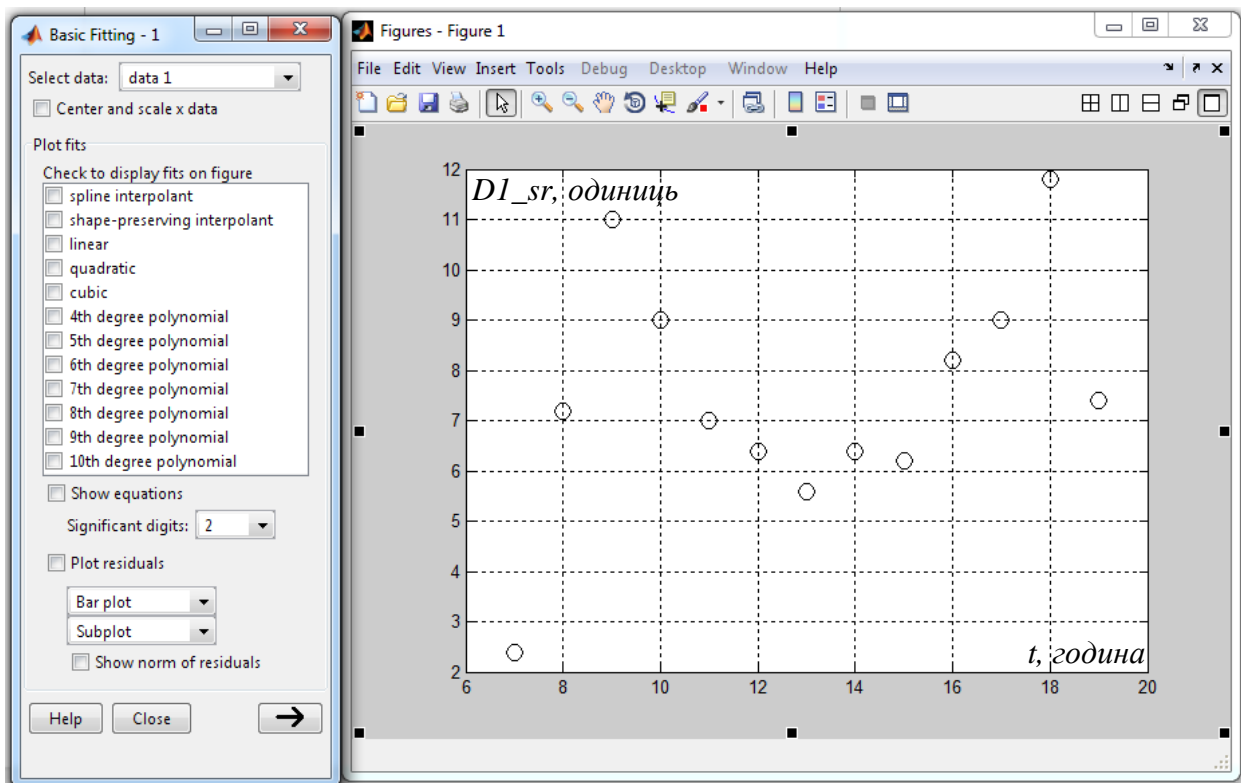 Basic Fitting - 1
Select data: data 1
Center and scale x data
Plot fits
Check to display fits on figure
spline interpolant
shape-preserving interpolant
linear
quadratic
cubic
4th degree polynomial
5th degree polynomial
6th degree polynomial
7th degree polynomial
8th degree polynomial
9th degree polynomial
10th degree polynomial
Show equations
Significant digits: 2
Plot residuals
Bar plot
Subplot
Show norm of residuals
Help Close
Figures - Figure 1
File Edit View Insert Tools Debug Desktop Window Help
D1_sr, одиниць
12
11
10
9
8
7
6
5
4
3
2
t, година
6 8 10 12 14 16 18 20